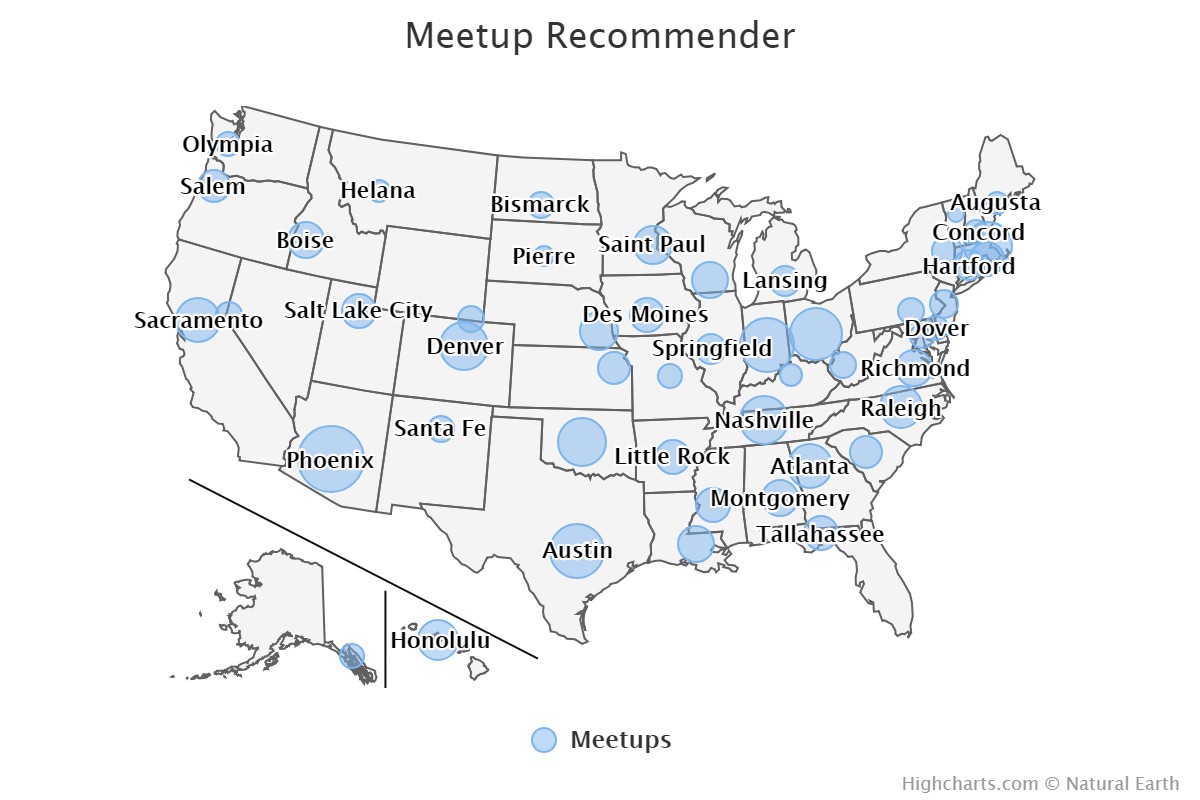 Meetup Recommender
Olympia
Salem
Helana
Augusta
Bismarck
Concord
Boise
Saint Paul
Pierre
Hartford
Lansing
Salt Lake City
Des Moines
Sacramento
Dover
Denver
Springfield
Richmond
Raleigh
Nashville
Santa Fe
Little Rock
Phoenix
Atlanta
Montgomery
Tallahassee
Austin
Honolulu
Meetups
Highcharts.com © Natural Earth